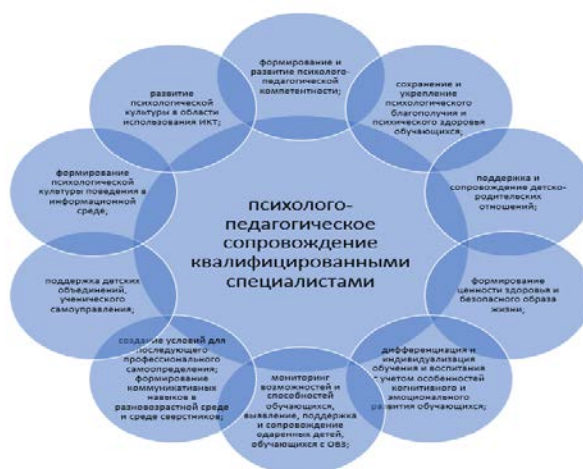 формирование и
развитие психолого-
педагогической
компетентности;
сохранение и
укрепление
психологического
благополучия и
психического здоровья
обучающихся;
поддержка и
сопровождение детско-
родительских
отношений;
формирование
ценности здоровья и
безопасного образа
жизни;
дифференциация и
индивидуализация
обучения и воспитания
с учетом особенностей
когнитивного и
эмоционального
развития обучающихся;
мониторинг
возможностей и
способностей
обучающихся,
выявление, поддержка
и сопровождение
одаренных детей,
обучающихся с ОВЗ;
создание условий для
последующего
профессионального
самоопределения;
формирование
коммуникативных
навыков в
разновозрастной среде
и среде сверстников;
поддержка детских
объединений,
ученического
самоуправления;
формирование
психологической
культуры поведения в
информационной
среде;
развитие
психологической
культуры в области
использования ИКТ;
психолого-
педагогическое
сопровождение
квалифицированными
специалистами